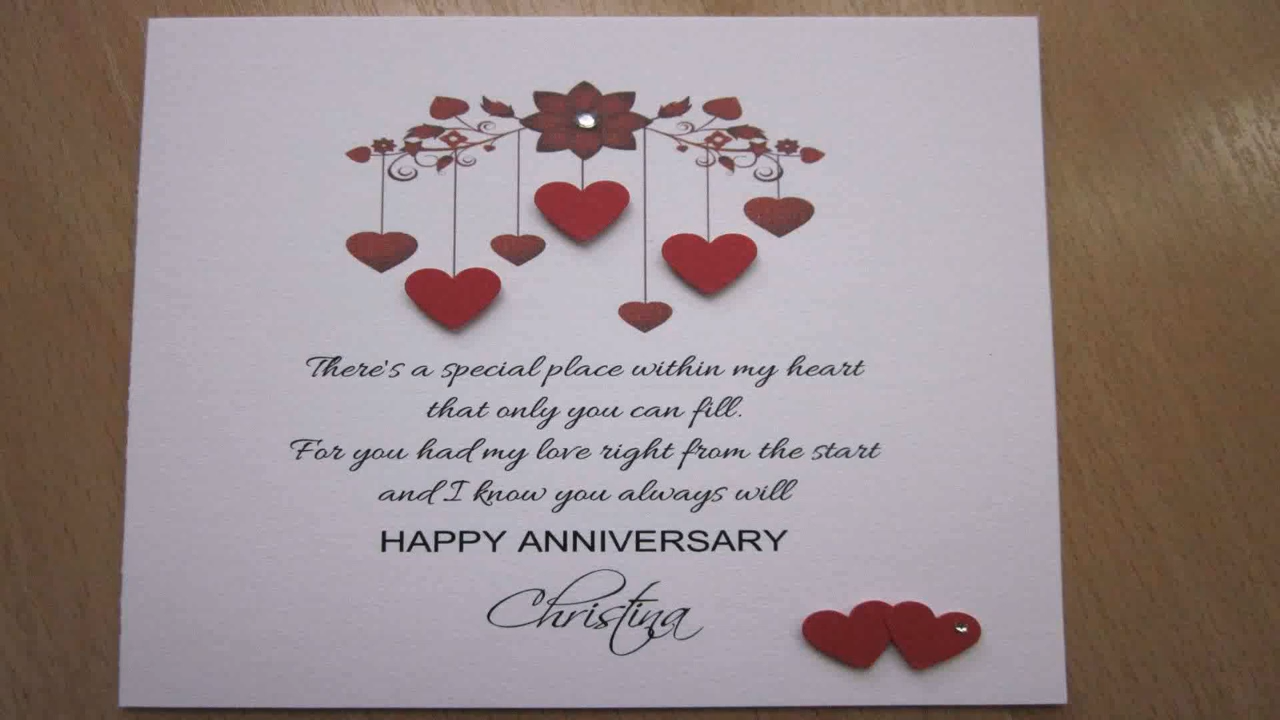 There's a special place within my heart
that only you can fill.
For you had my love right from the start
and I know you always will
HAPPY ANNIVERSARY
Christina